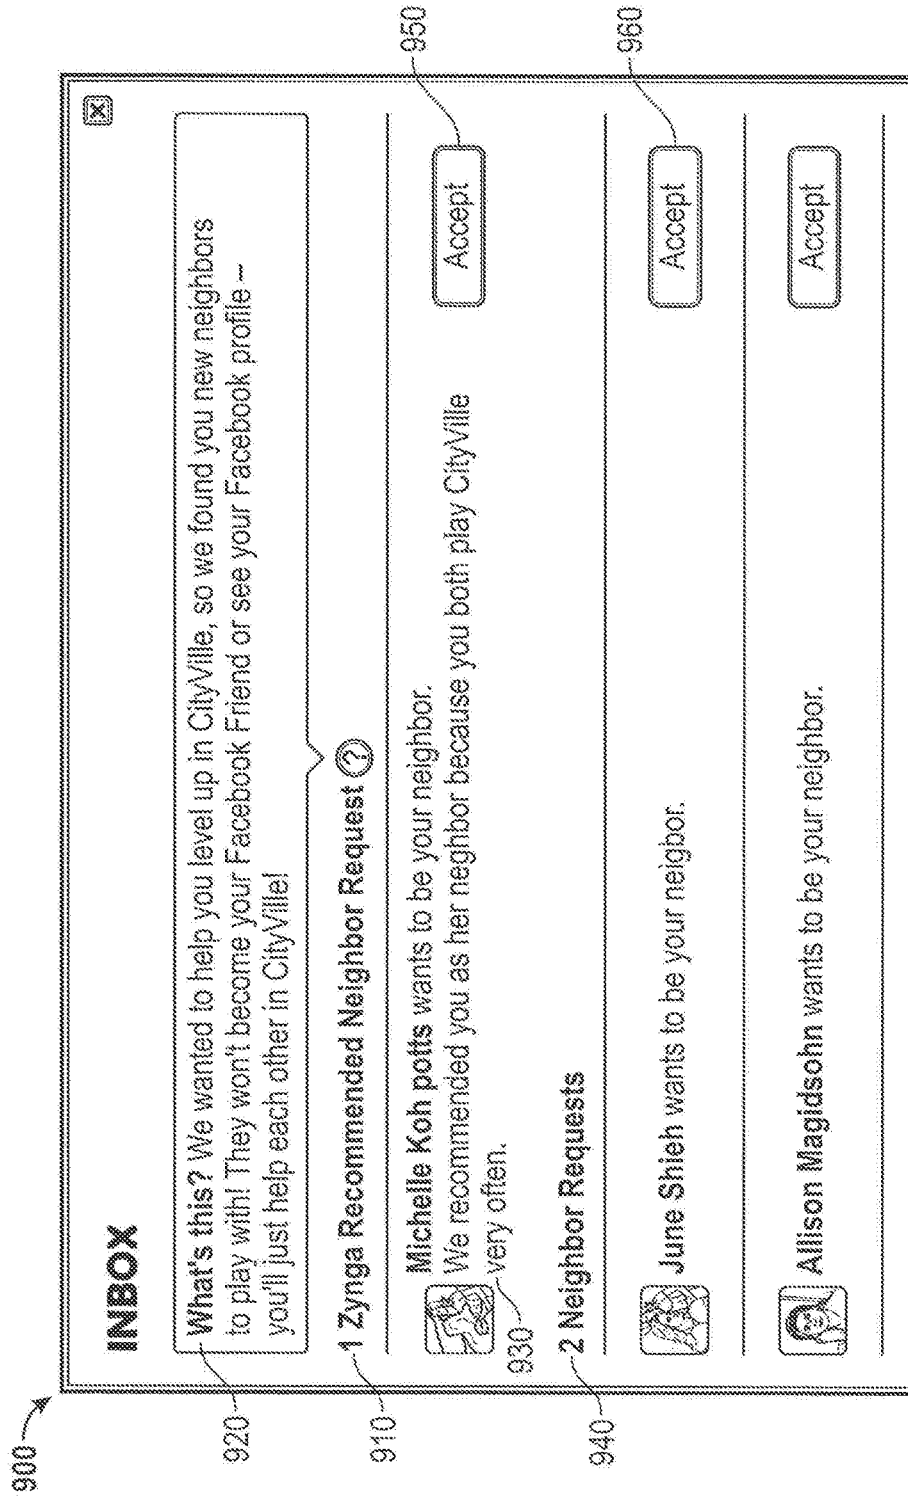 900
INBOX
920
What's this? We wanted to help you level up in CityVille, so we found you new neighbors
to play with! They won't become your Facebook Friend or see your Facebook profile –
you'll just help each other in CityVille!
910
1 Zynga Recommended Neighbor Request ?
Michelle Koh potts wants to be your neighbor.
We recommended you as her neghbor because you both play CityVille
very often.
Accept
950
930
940
2 Neighbor Requests
June Shieh wants to be your neigbor.
Accept
960
Allison Magidsohn wants to be your neighbor.
Accept